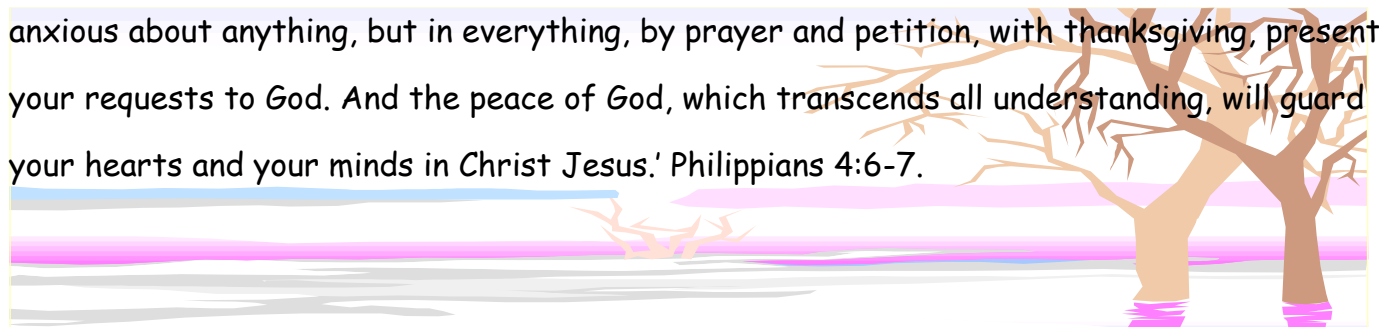 anxious about anything, but in everything, by prayer and petition, with thanksgiving, present
your requests to God. And the peace of God, which transcends all understanding, will guard
your hearts and your minds in Christ Jesus.' Philippians 4:6-7.